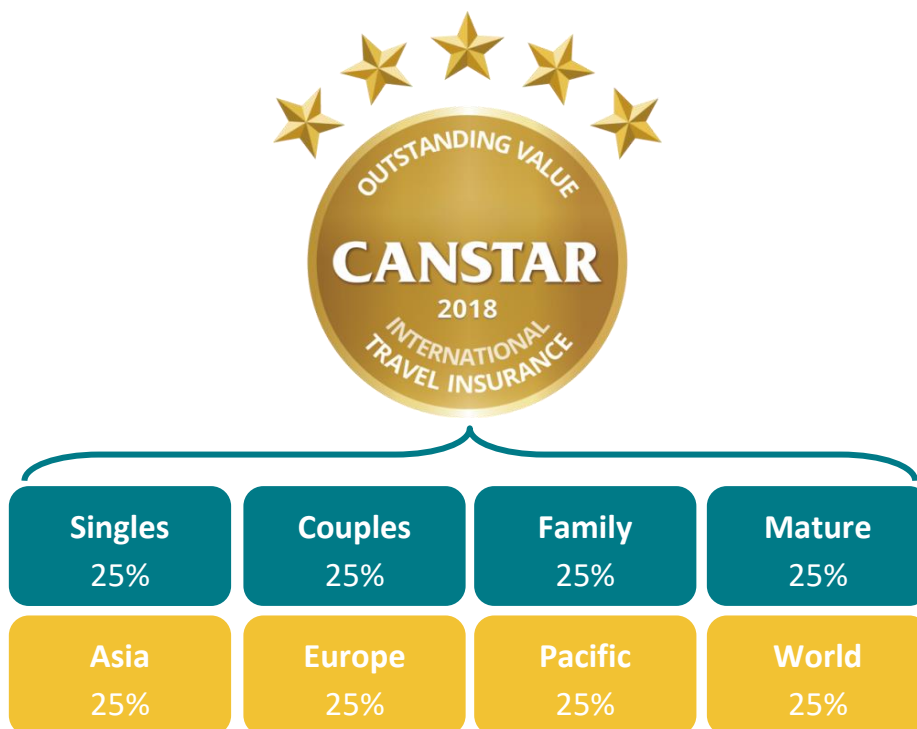 OUTSTANDING VALUE
CANSTAR
2018
INTERNATIONAL
TRAVEL INSURANCE
Singles
25%
Couples
25%
Family
25%
Mature
25%
Asia
25%
Europe
25%
Pacific
25%
World
25%